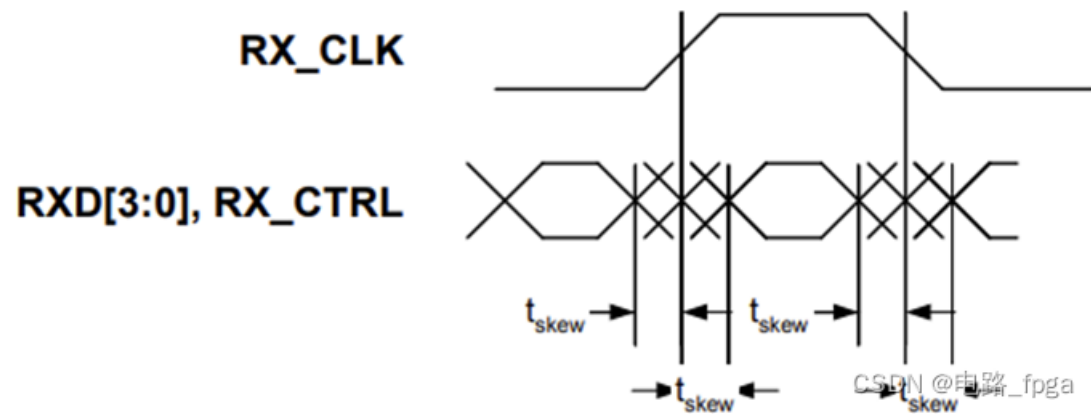 RX_CLK
RXD[3:0], RX_CTRL
tskew
tskew
tskew
tskew
CSDN @电路_fpga